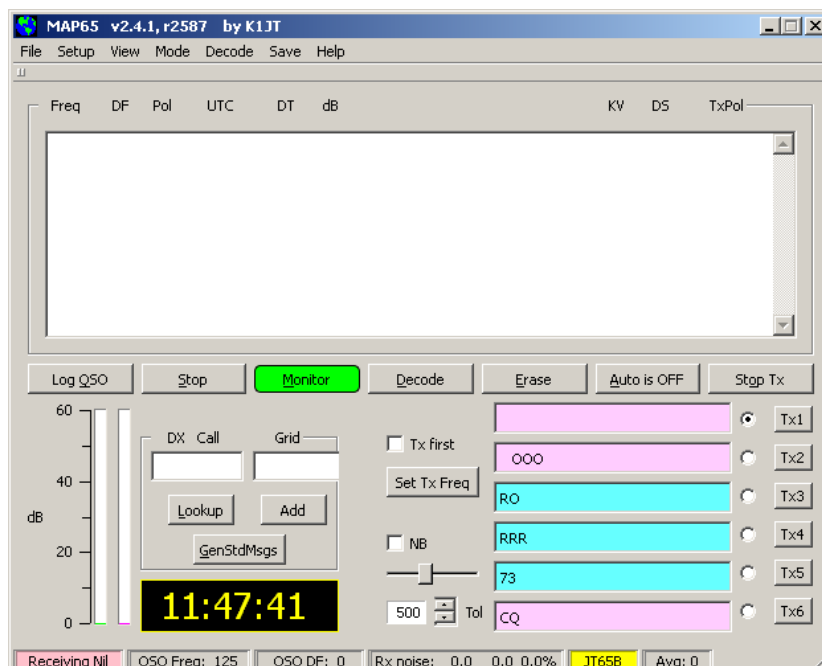 MAP65 v2.4.1, r2587 by K1JT
File Setup View Mode Decode Save Help
Freq DF Pol UTC DT dB KV DS TxPol
Log QSO Stop Monitor Decode Erase Auto is OFF Stop Tx
60
40
dB
20
0
DX Call Grid
Lookup Add
GenStdMsgs
11:47:41
Tx first
Set Tx Freq
NB
500 Tol
Tx1
OOO Tx2
RO Tx3
RRR Tx4
73 Tx5
CQ Tx6
Receiving Nil QSO Freq: 125 QSO DF: 0 Rx noise: 0.0 0.0 0.0% JT65B Avg: 0